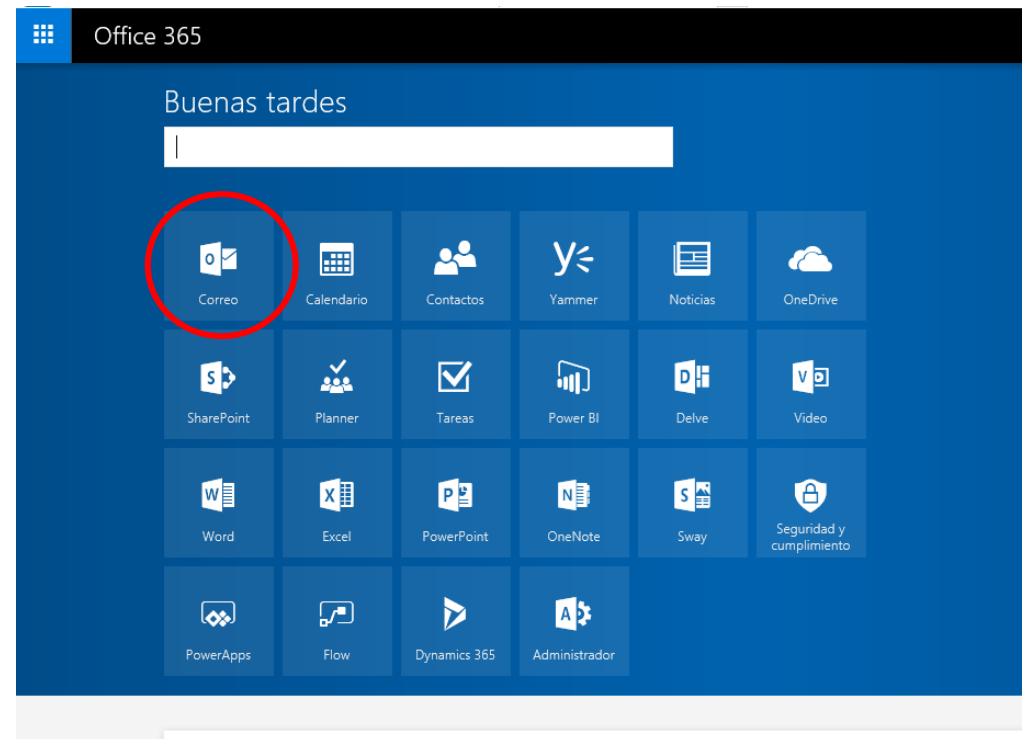 Office 365
Buenas tardes
Correo
Calendario
Contactos
Yammer
Noticias
OneDrive
SharePoint
Planner
Tareas
Power BI
Delve
Video
Word
Excel
PowerPoint
OneNote
Sway
Seguridad y
cumplimiento
PowerApps
Flow
Dynamics 365
Administrador